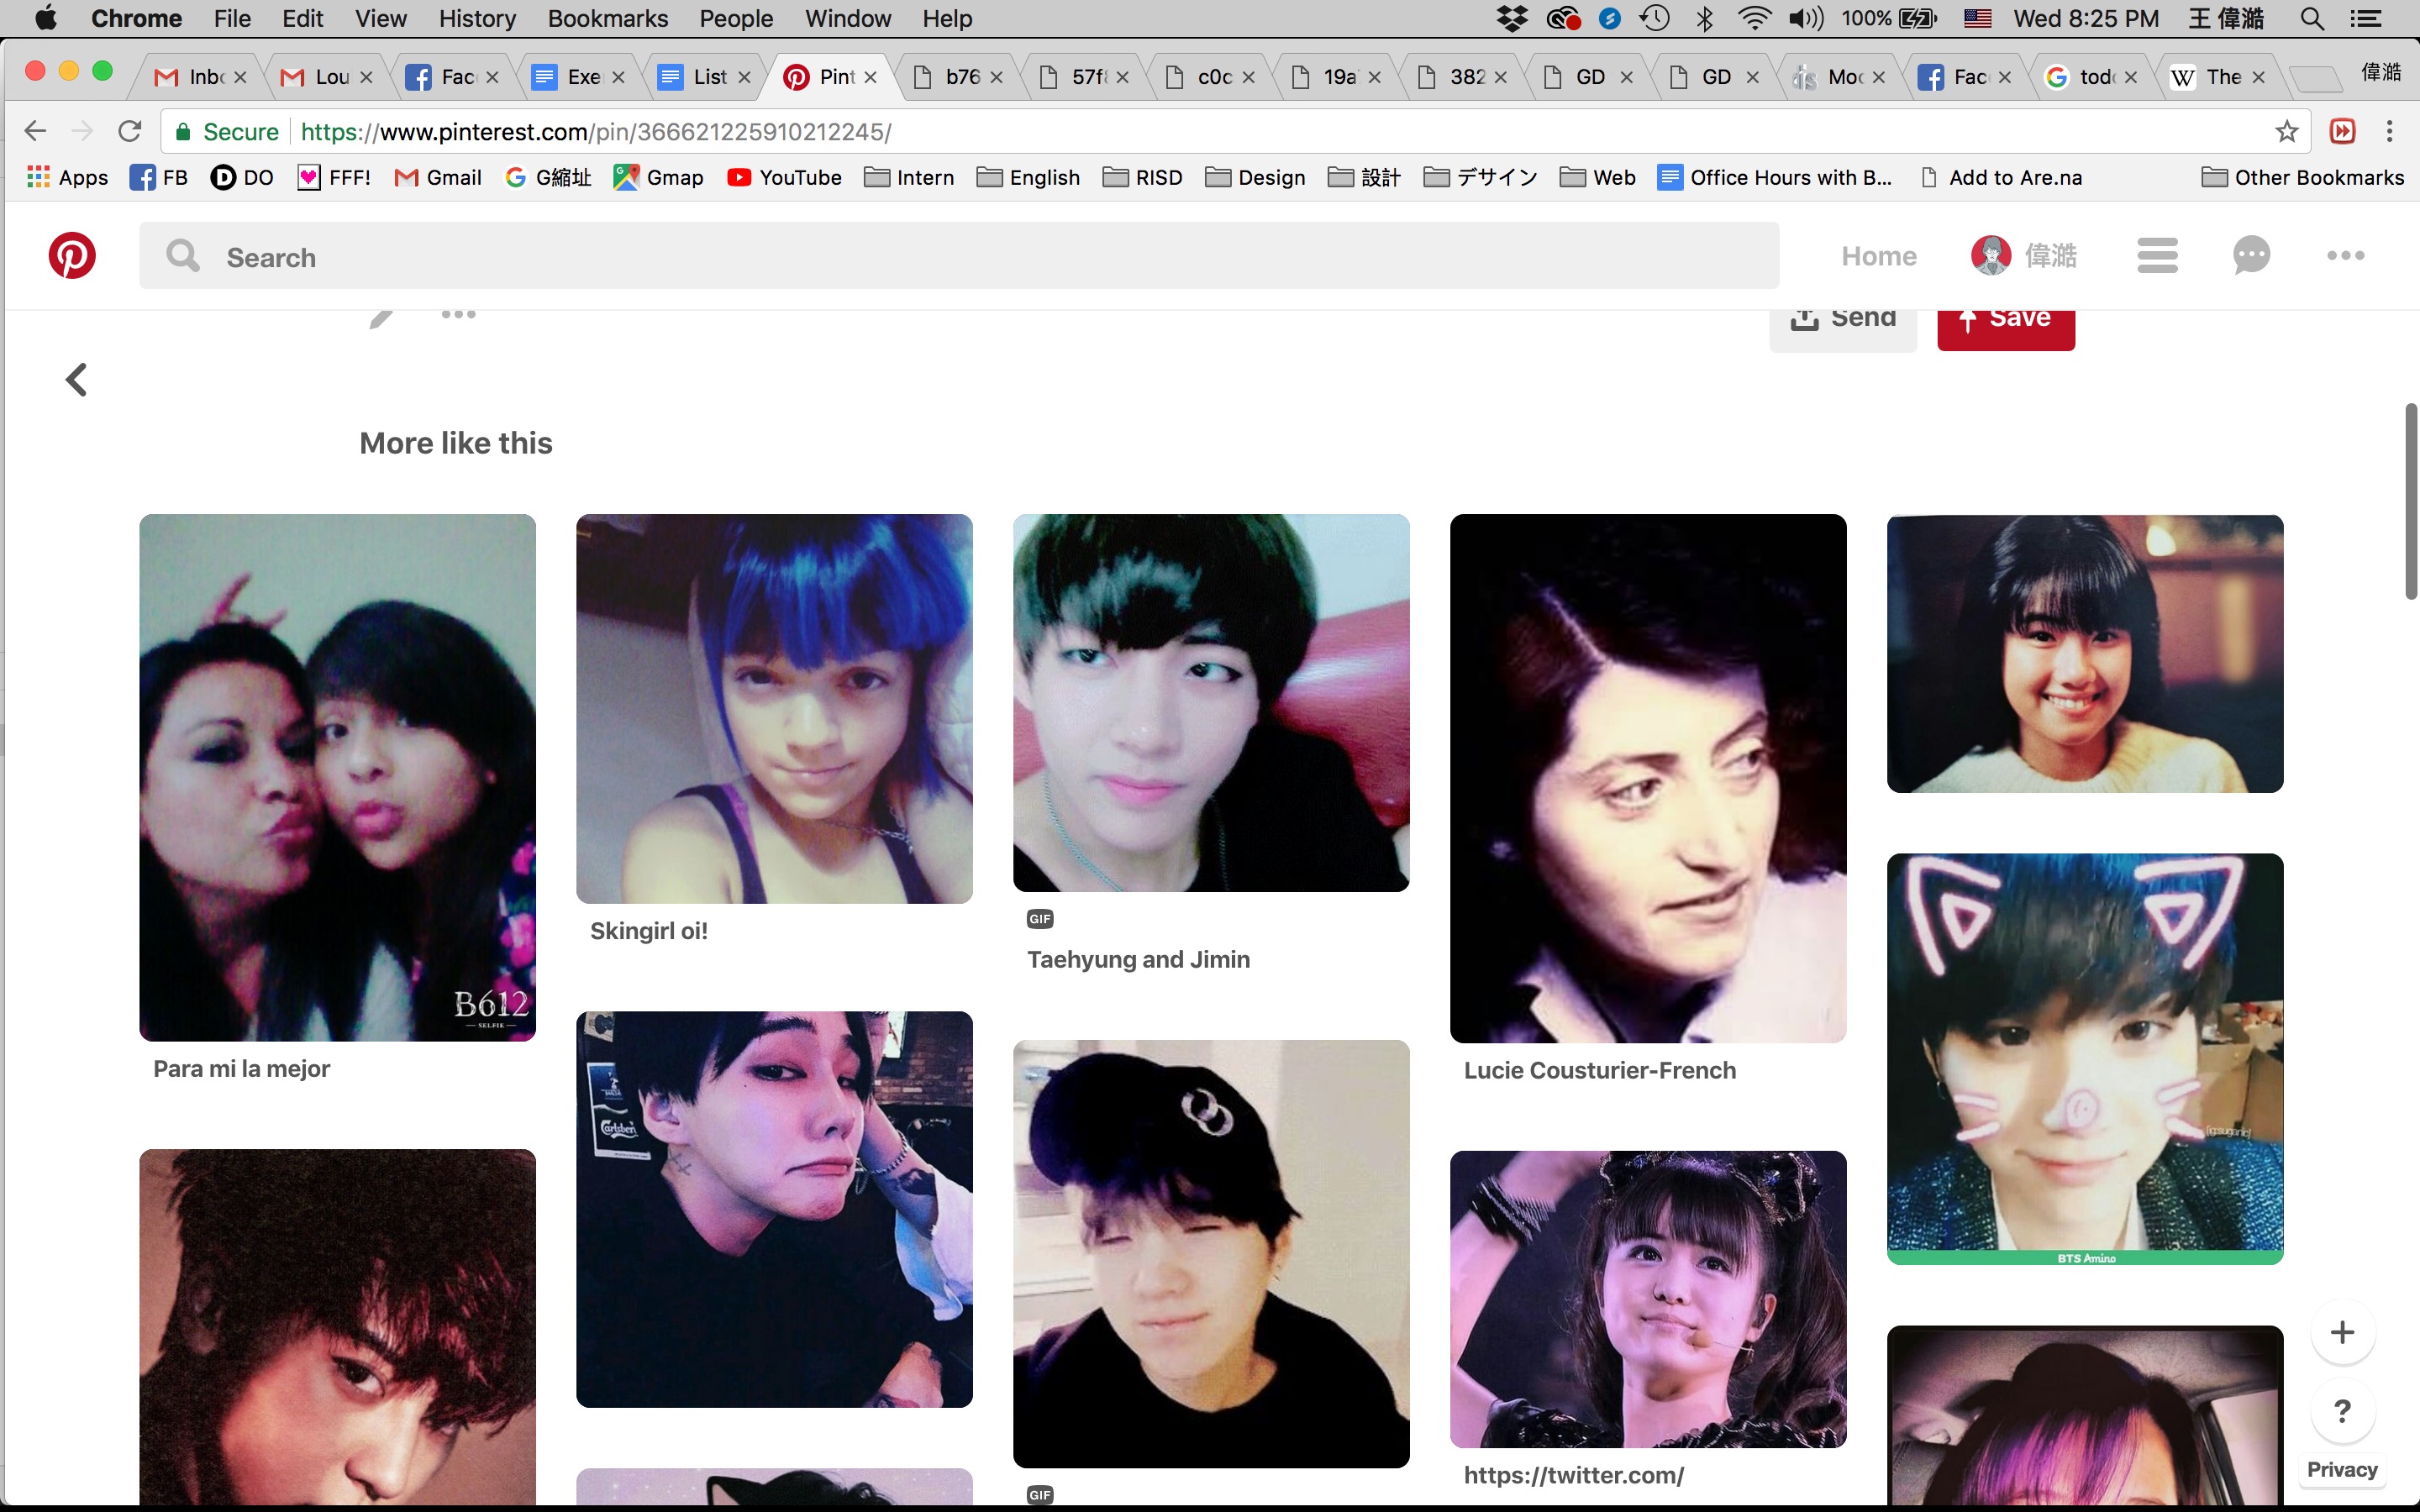 Chrome File Edit View History Bookmarks People Window Help 100% Wed 8:25 PM 王 偉澔
Inbo Lou Fac Exe List Pint b76 57f c0c 19a 382 GD GD Moo Fac todo The 偉澔
Secure https://www.pinterest.com/pin/366621225910212245/
Apps FB DO FFF! Gmail G縮址 Gmap YouTube Intern English RISD Design 設計 デサイン Web Office Hours with B... Add to Are.na Other Bookmarks
Search Home 偉澔
Send Save
More like this
B612
SELFIE
Para mi la mejor
Skingirl oi!
GIF
Taehyung and Jimin
Lucie Cousturier-French
Carlsberg
BTS Amino
https://twitter.com/
GIF
?
Privacy